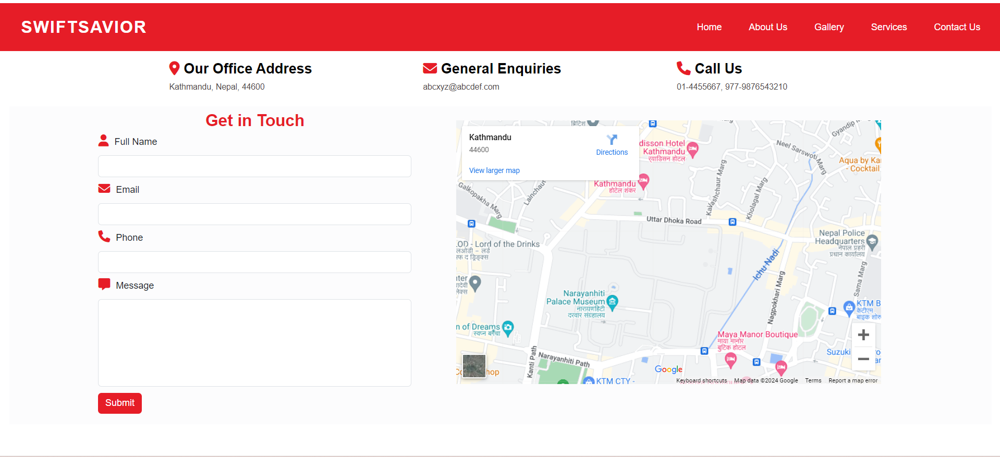 SWIFTSAVIOR
Home About Us Gallery Services Contact Us
Our Office Address
Kathmandu, Nepal, 44600
General Enquiries
abcxyz@abcdef.com
Call Us
01-4455667, 977-9876543210
Get in Touch
Full Name
Email
Phone
Message
Submit
Kathmandu
44600
Directions
View larger map
ब्रिटिश
disson Hotel
Kathmandu
र्‍याडिसन होटल
Kathmandu
होटेल शंकर
Gyandip
Neel Saraswoti Marg
Aqua by Ka
- Cocktail
Galkopakha Marg
Lainchaur
Kaivashchaur Marg
Kholagal Marg
Uttar Dhoka Road
Nepal Police
Headquarters
नेपाल प्रहरी
प्रधान कार्यालय
LOD - Lord of the Drinks
लओडी – लर्ड
अफ द ड्रिङ्क्स
Ichu Nadi
Sama Marg
Nagpokhari Marg
Narayanhiti
Palace Museum
नारायणहिटी
दरवार संग्रहालय
KTM B
केटीएम
बाइक शोरु
n of Dreams
स्वप्न बगैंचा
Maya Manor Boutique
माया मानोर
बुटिक होटल
Suzuki
Narayanhiti Path
Kanti Path
hop
KTM CTY -
Google
Keyboard shortcuts Map data ©2024 Google Terms Report a map error